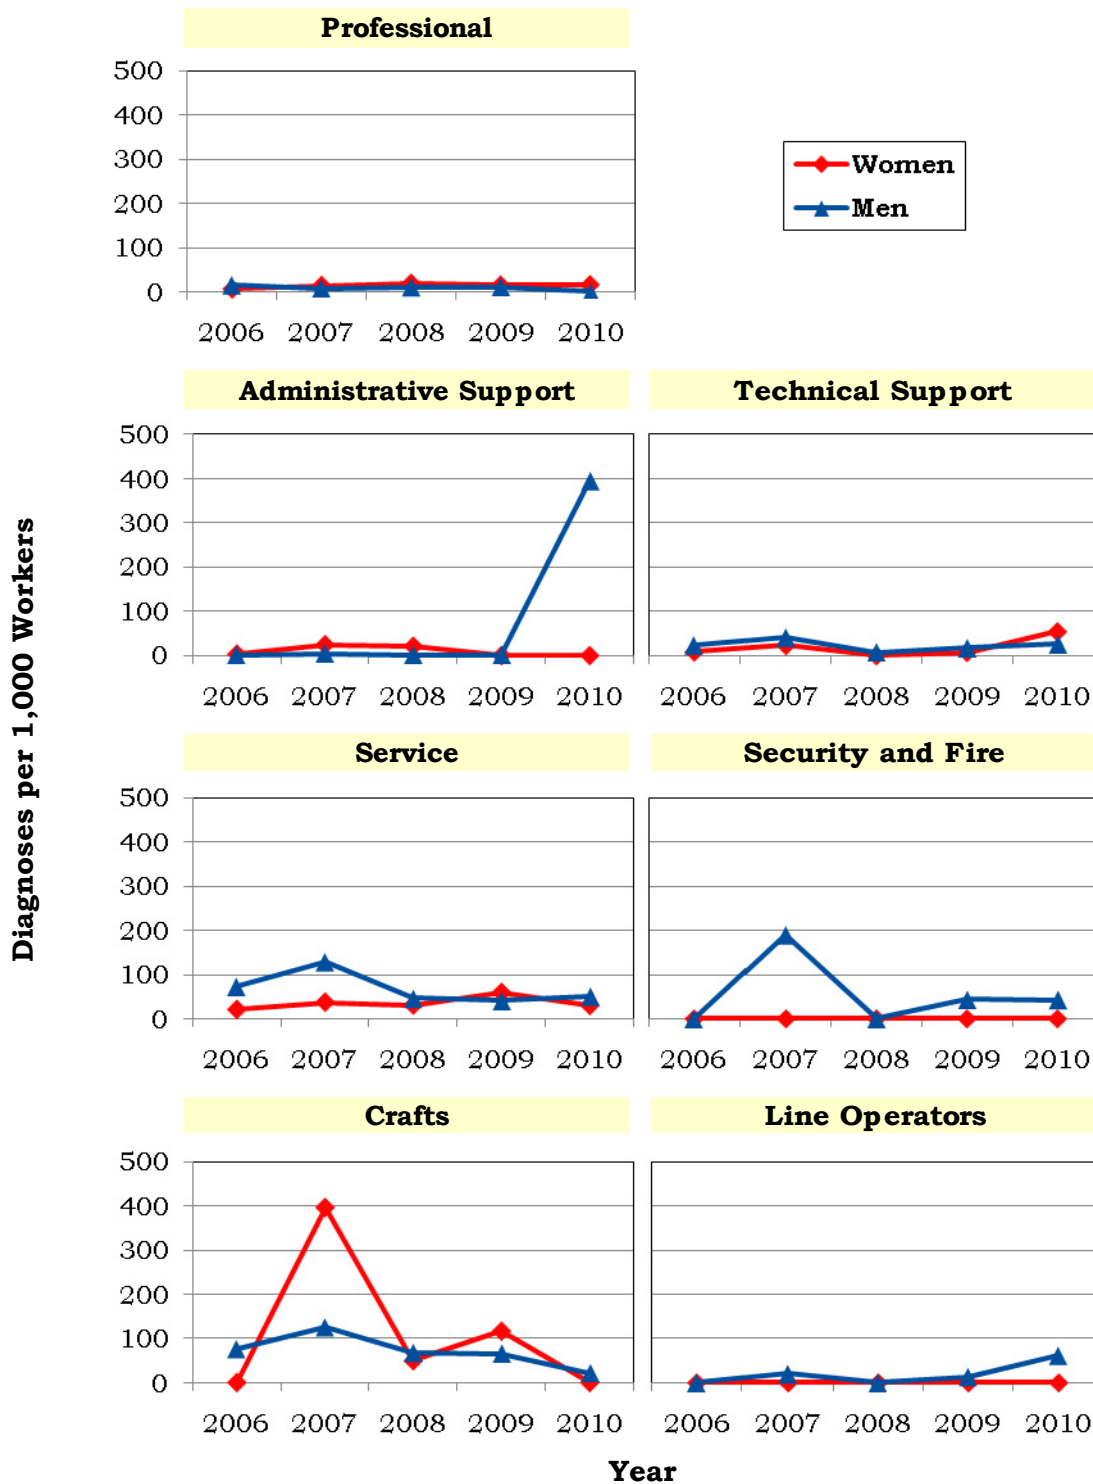 Professional
500
400
300
200
100
0
2006 2007 2008 2009 2010
Women
Men
Diagnoses per 1,000 Workers
Administrative Support
500
400
300
200
100
0
2006 2007 2008 2009 2010
Technical Support
2006 2007 2008 2009 2010
Service
500
400
300
200
100
0
2006 2007 2008 2009 2010
Security and Fire
2006 2007 2008 2009 2010
Crafts
500
400
300
200
100
0
2006 2007 2008 2009 2010
Line Operators
2006 2007 2008 2009 2010
Year